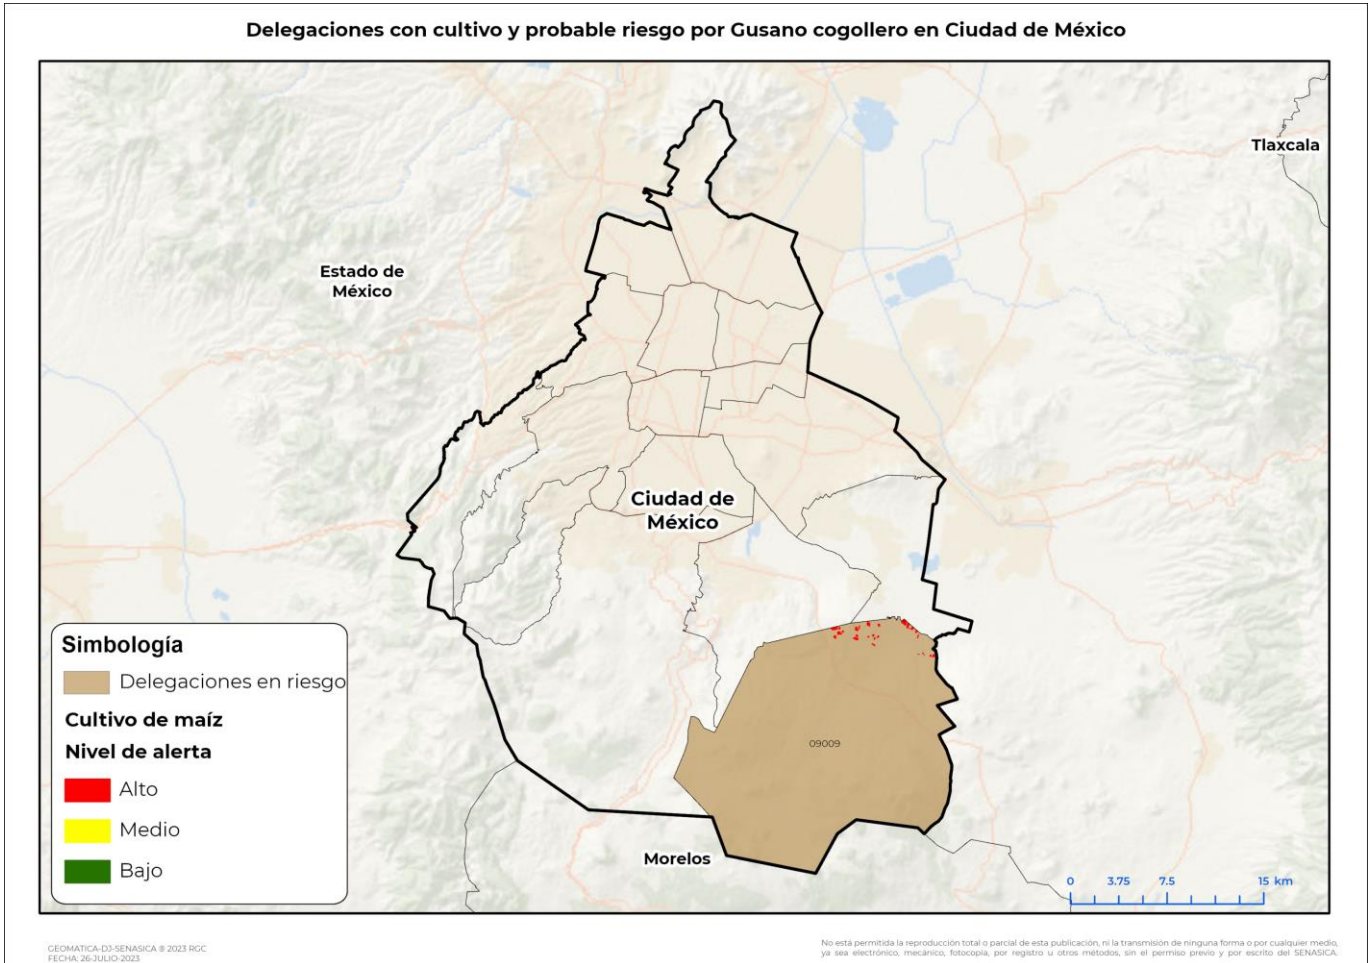 Delegaciones con cultivo y probable riesgo por Gusano cogollero en Ciudad de México
Tlaxcala
Estado de
México
Ciudad de
México
09009
Morelos
Simbología
Delegaciones en riesgo
Cultivo de maíz
Nivel de alerta
Alto
Medio
Bajo
0 3.75 7.5 15 km
GEOMATICA-DJ-SENASICA ® 2023 RGC
FECHA: 26-JULIO-2023
No está permitida la reproducción total o parcial de esta publicación, ni la transmisión de ninguna forma o por cualquier medio,
ya sea electrónico, mecánico, fotocopia, por registro u otros métodos, sin el permiso previo y por escrito del SENASICA.